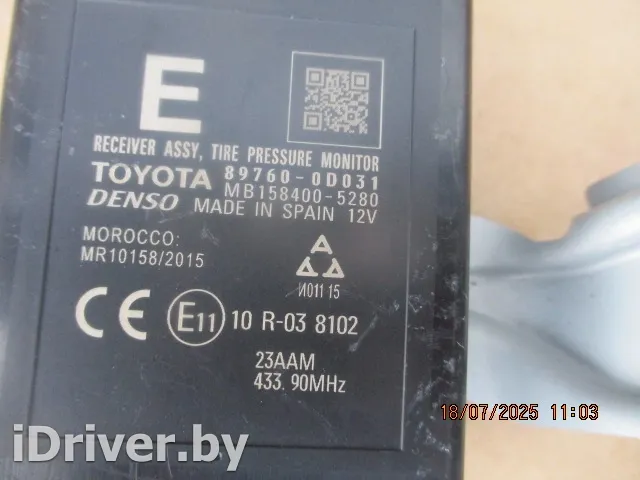 E
RECEIVER ASSY, TIRE PRESSURE MONITOR
TOYOTA 89760-0D031
DENSO MB158400-5280
MADE IN SPAIN 12V
MOROCCO:
MR10158/2015
И011 15
CE E11 10 R-03 8102
23AAM
433.90MHz
18/07/2025 11:03
iDriver.by